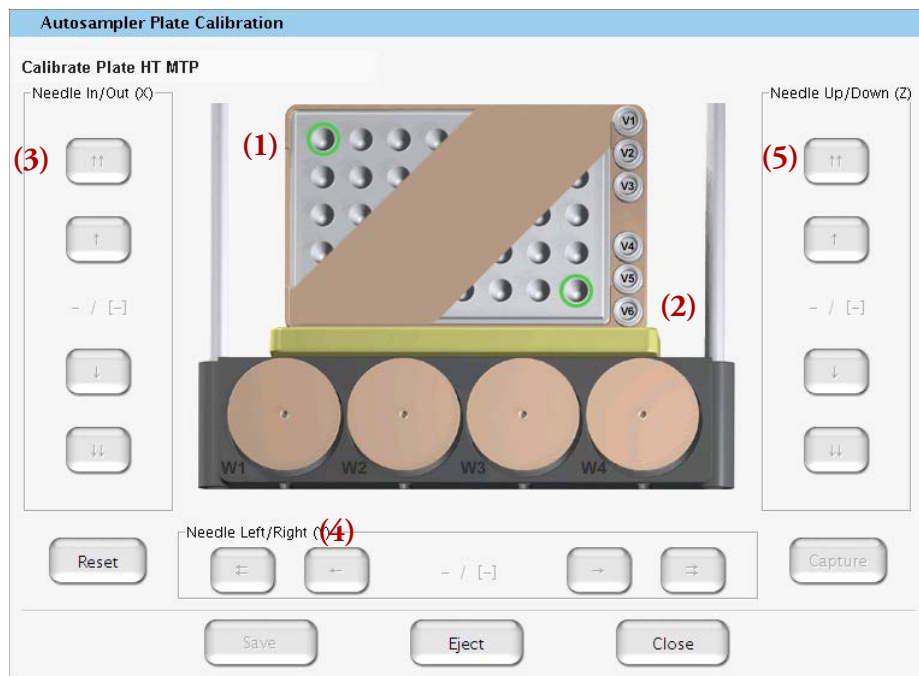 Autosampler Plate Calibration
Calibrate Plate HT MTP
Needle In/Out (X)
Needle Up/Down (Z)
(1)
V1
V2
V3
V4
V5
V6
(2)
(3)
↑↑
↑
- / [-]
↓
↓↓
(5)
↑↑
↑
- / [-]
↓
↓↓
W1 W2 W3 W4
Needle Left/Right (Y)
(4)
Reset
⇇ ← - / [-] → ⇉
Capture
Save Eject Close